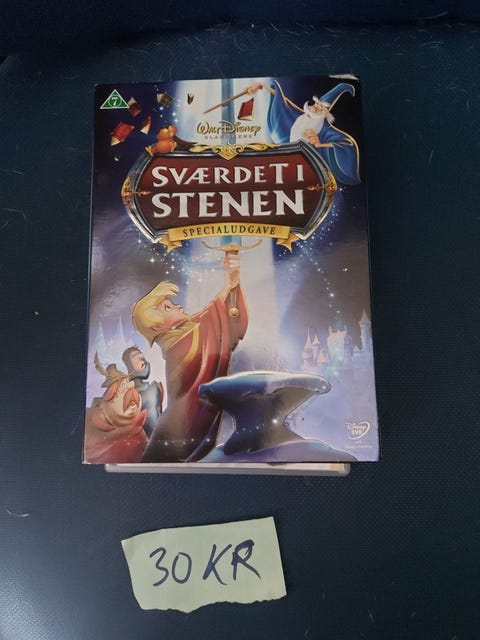 7
Walt Disney
KLASSIKERE
SVÆRDET I
STENEN
SPECIALUDGAVE
Disney
DVD
30 KR